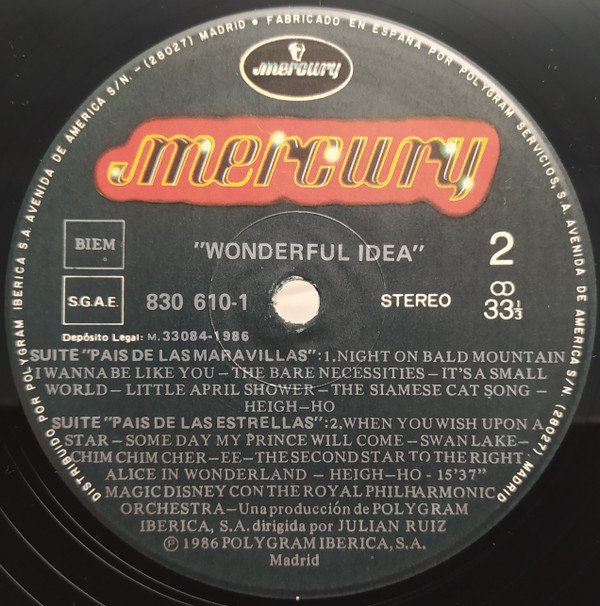 DISTRIBUIDO POR POLYGRAM IBERICA S.A. AVENIDA DE AMERICA S/N. - (28027) MADRID • FABRICADO EN ESPAÑA POR POLYGRAM SERVICIOS, S.A. AVENIDA DE AMERICA S/N. (28027) MADRID
mercury
mercury
BIEM
"WONDERFUL IDEA"
2
S.G.A.E.
830 610-1
STEREO
33⅓
Depósito Legal: M. 33084-1986
SUITE "PAIS DE LAS MARAVILLAS":1.NIGHT ON BALD MOUNTAIN
I WANNA BE LIKE YOU – THE BARE NECESSITIES – IT'S A SMALL
WORLD – LITTLE APRIL SHOWER – THE SIAMESE CAT SONG –
HEIGH-HO
SUITE "PAIS DE LAS ESTRELLAS":2.WHEN YOU WISH UPON A
STAR – SOME DAY MY PRINCE WILL COME – SWAN LAKE–
CHIM CHIM CHER–EE–THE SECOND STAR TO THE RIGHT
ALICE IN WONDERLAND – HEIGH-HO - 15'37"
MAGIC DISNEY CON THE ROYAL PHILHARMONIC
ORCHESTRA–Una producción de POLYGRAM
IBERICA, S.A. dirigida por JULIAN RUIZ
Ⓟ 1986 POLYGRAM IBERICA, S.A.
Madrid